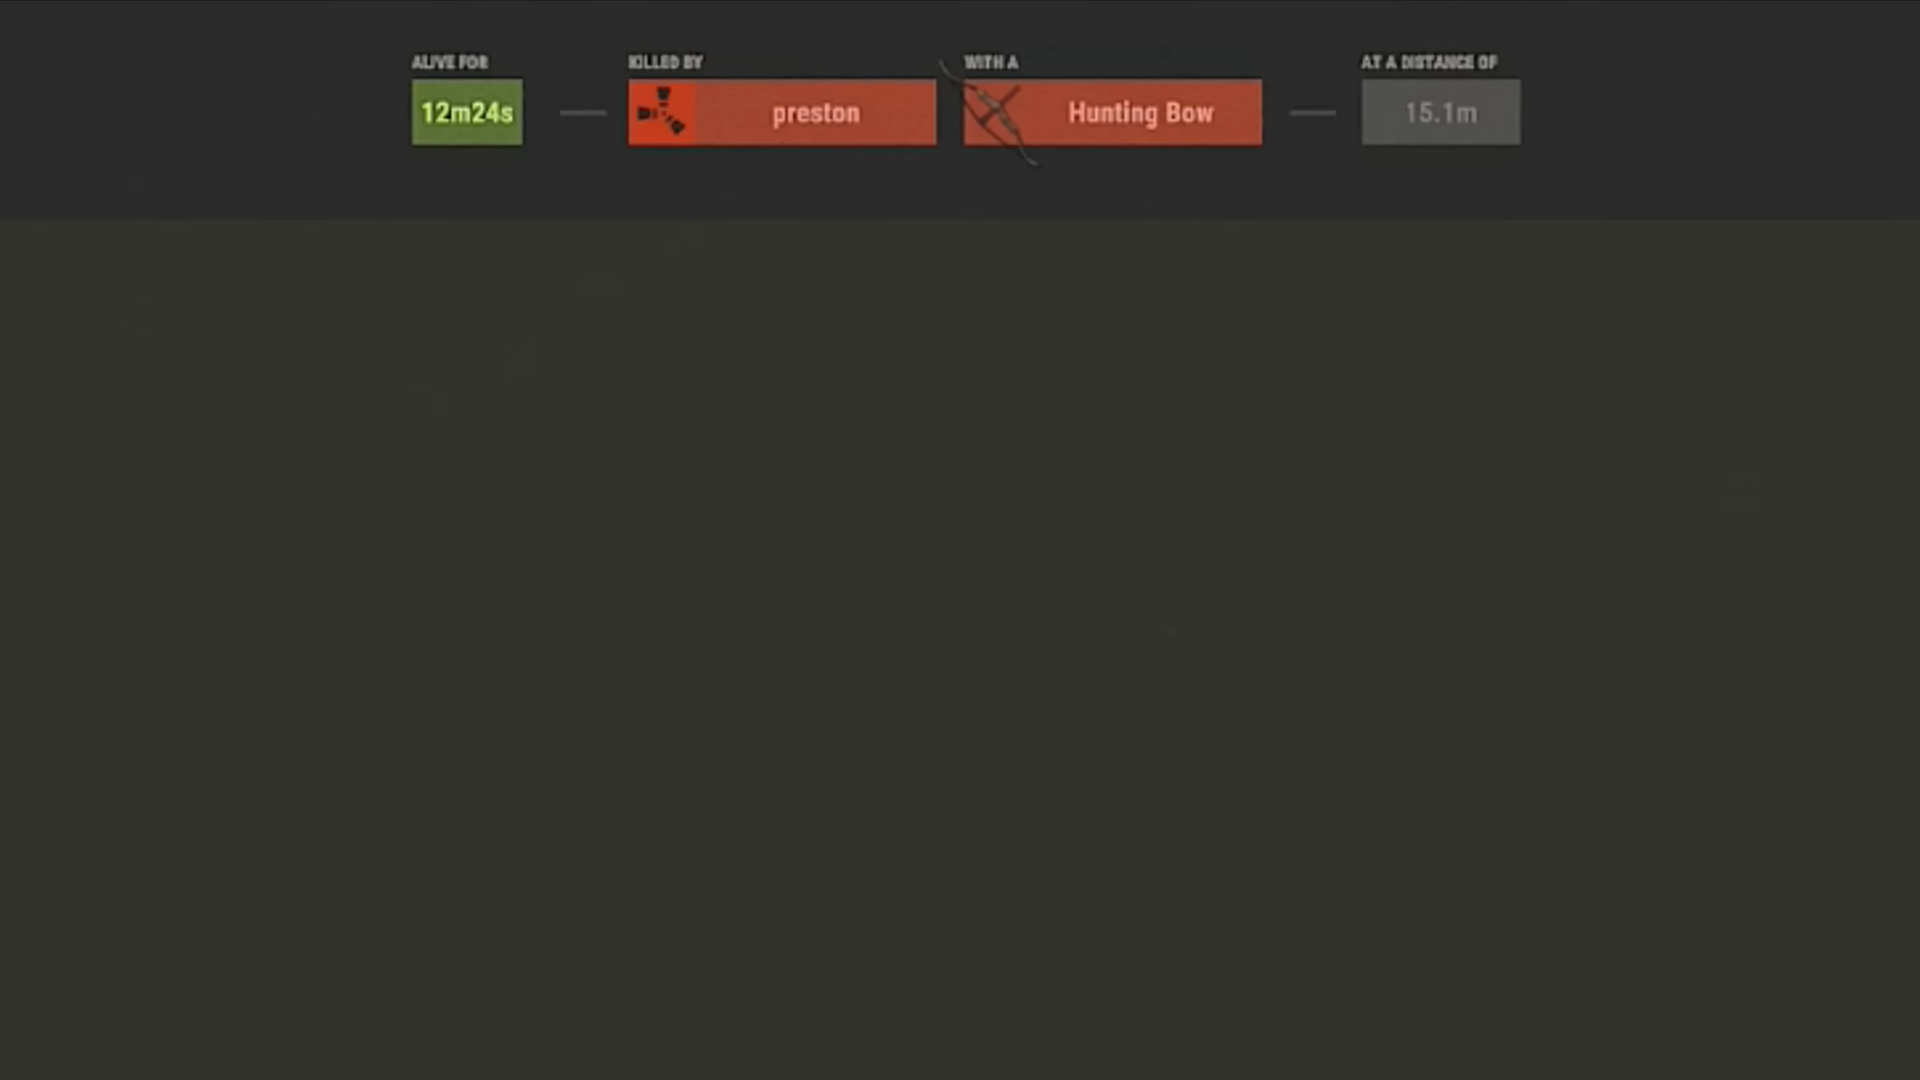 ALIVE FOR
12m24s
KILLED BY
preston
WITH A
Hunting Bow
AT A DISTANCE OF
15.1m